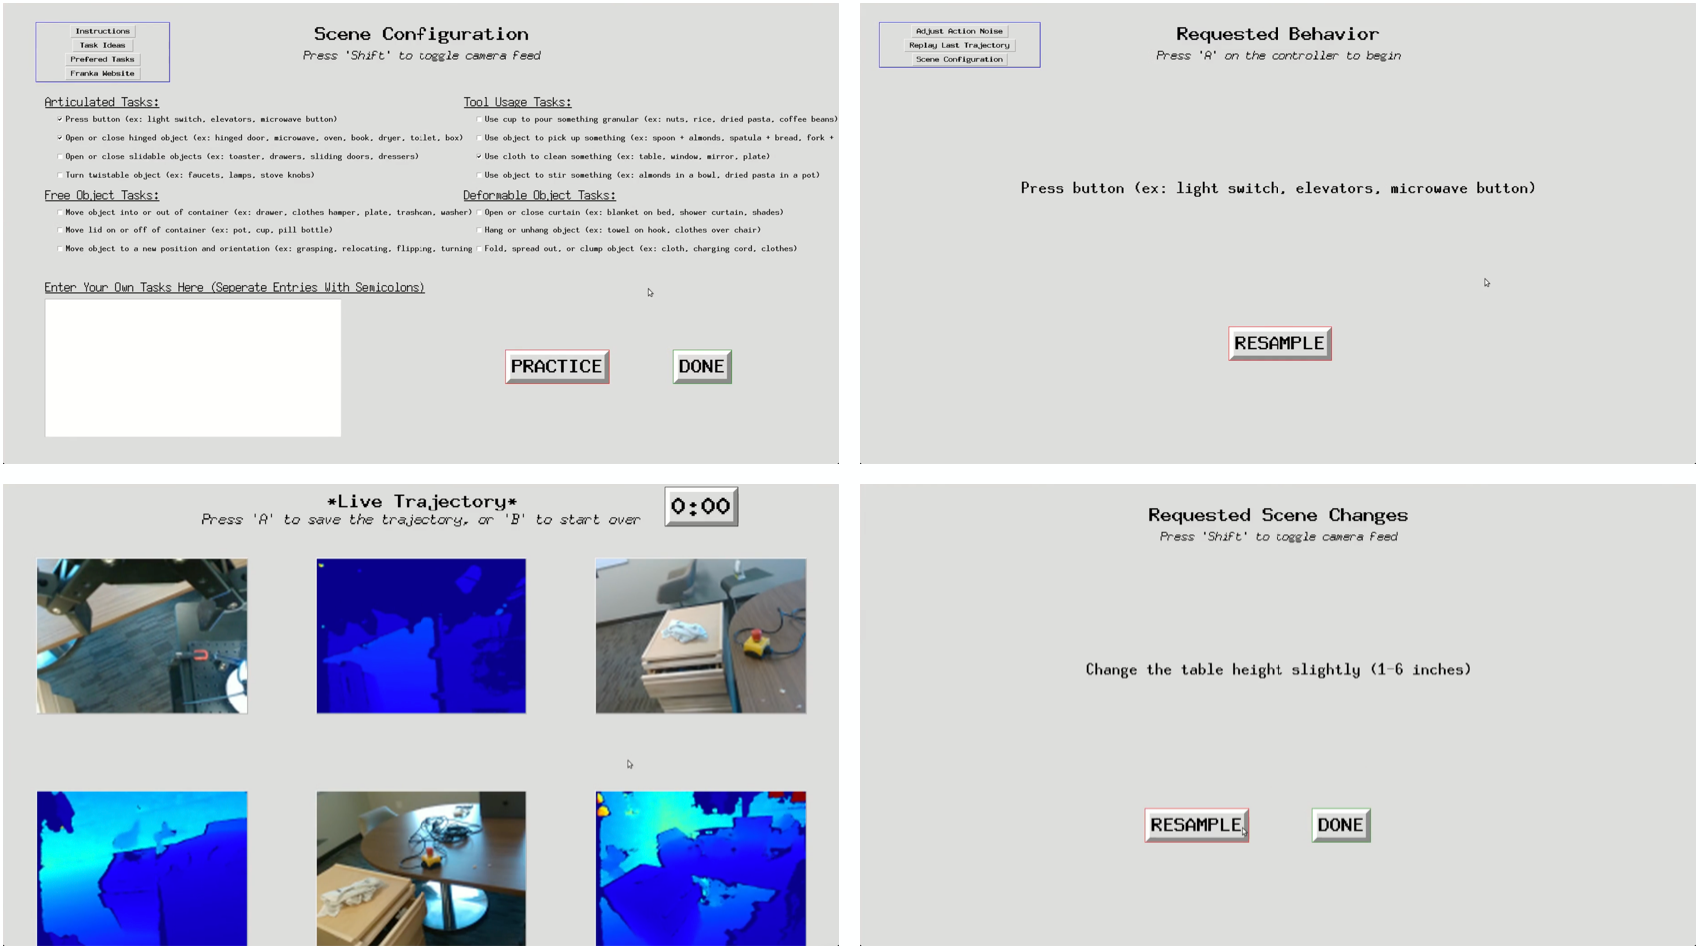 Instructions
Task Ideas
Prefered Tasks
Franka Website
Scene Configuration
Press 'Shift' to toggle camera feed
Articulated Tasks:
Press button (ex: light switch, elevators, microwave button)
Open or close hinged object (ex: hinged door, microwave, oven, book, dryer, toilet, box)
Open or close slidable objects (ex: toaster, drawers, sliding doors, dressers)
Turn twistable object (ex: faucets, lamps, stove knobs)
Free Object Tasks:
Move object into or out of container (ex: drawer, clothes hamper, plate, trashcan, washer)
Move lid on or off of container (ex: pot, cup, pill bottle)
Move object to a new position and orientation (ex: grasping, relocating, flipping, turning
Tool Usage Tasks:
Use cup to pour something granular (ex: nuts, rice, dried pasta, coffee beans)
Use object to pick up something (ex: spoon + almonds, spatula + bread, fork +
Use cloth to clean something (ex: table, window, mirror, plate)
Use object to stir something (ex: almonds in a bowl, dried pasta in a pot)
Deformable Object Tasks:
Open or close curtain (ex: blanket on bed, shower curtain, shades)
Hang or unhang object (ex: towel on hook, clothes over chair)
Fold, spread out, or clump object (ex: cloth, charging cord, clothes)
Enter Your Own Tasks Here (Seperate Entries With Semicolons)
PRACTICE
DONE
Adjust Action Noise
Replay Last Trajectory
Scene Configuration
Requested Behavior
Press 'A' on the controller to begin
Press button (ex: light switch, elevators, microwave button)
RESAMPLE
*Live Trajectory*
Press 'A' to save the trajectory, or 'B' to start over
0:00
Requested Scene Changes
Press 'Shift' to toggle camera feed
Change the table height slightly (1-6 inches)
RESAMPLE
DONE